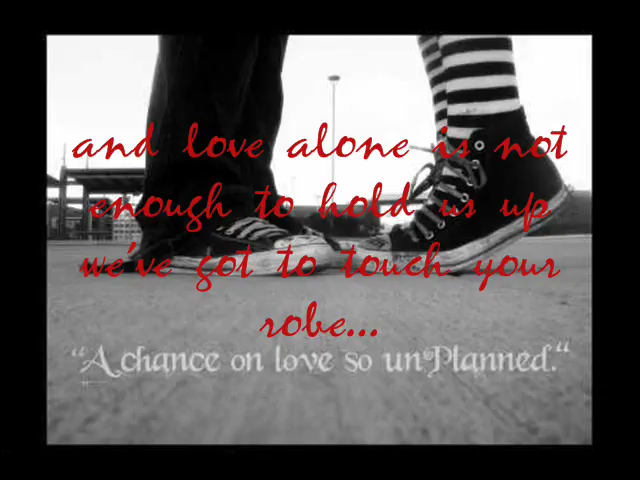 and love alone is not
enough to hold us up
we've got to touch your
robe...
"A chance on love so unPlanned."